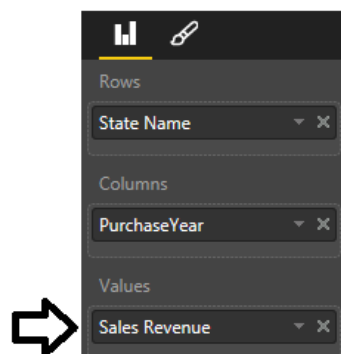 Rows
State Name
Columns
PurchaseYear
Values
Sales Revenue